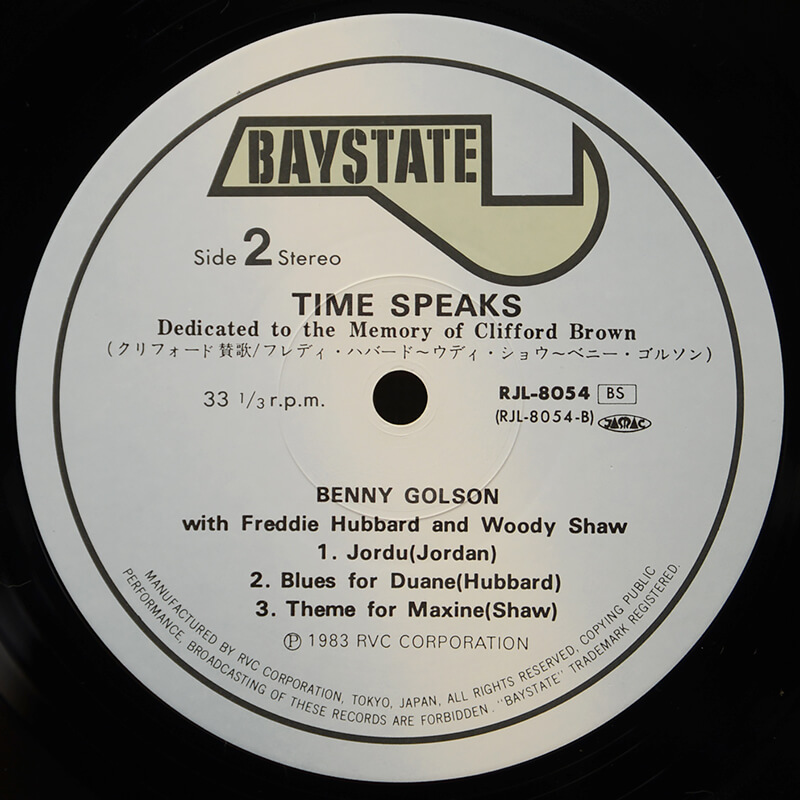 BAYSTATE
Side 2 Stereo
TIME SPEAKS
Dedicated to the Memory of Clifford Brown
(クリフォード賛歌/フレディ・ハバード〜ウディ・ショウ〜ベニー・ゴルソン)
33 1/3 r.p.m.
RJL-8054 BS
(RJL-8054-B) JASRAC
BENNY GOLSON
with Freddie Hubbard and Woody Shaw
1. Jordu(Jordan)
2. Blues for Duane(Hubbard)
3. Theme for Maxine(Shaw)
Ⓟ 1983 RVC CORPORATION
MANUFACTURED BY RVC CORPORATION, TOKYO, JAPAN, ALL RIGHTS RESERVED, COPYING PUBLIC
PERFORMANCE, BROADCASTING OF THESE RECORDS ARE FORBIDDEN. "BAYSTATE" TRADEMARK REGISTERED.